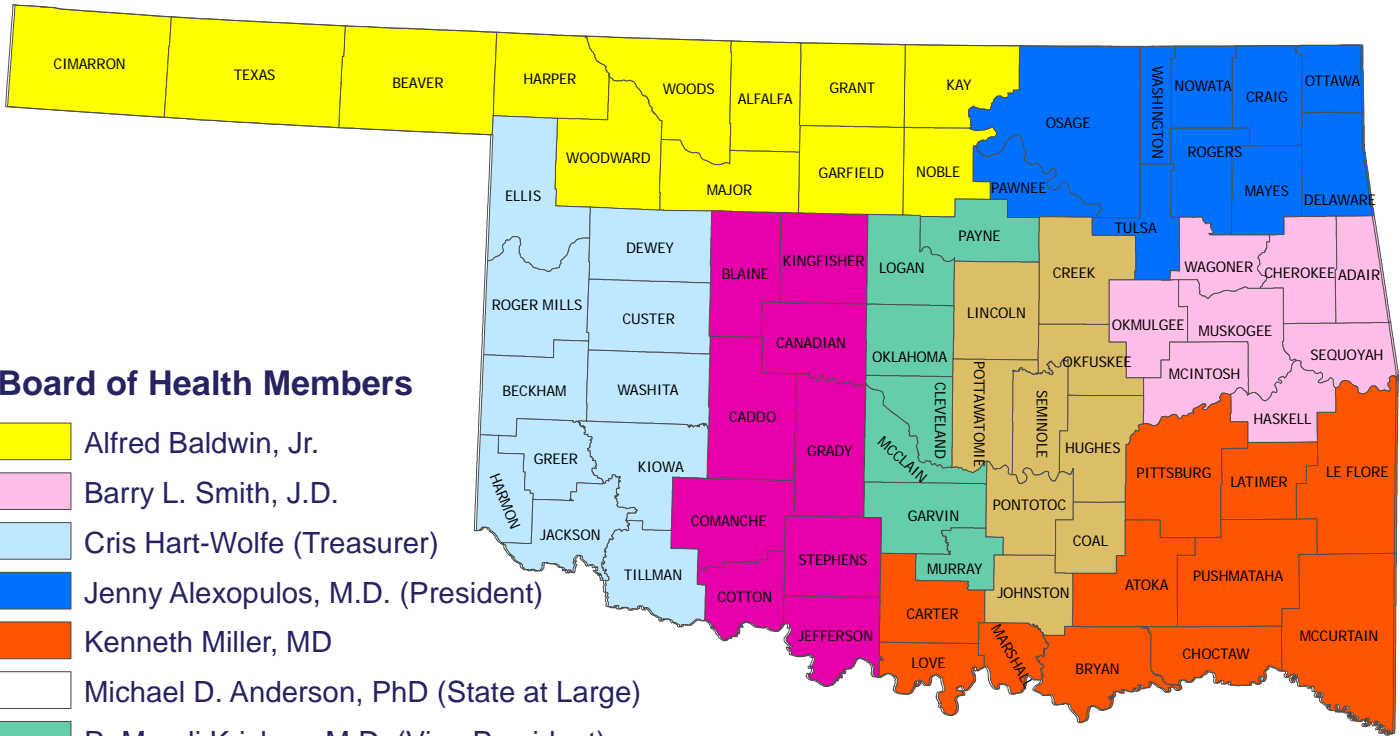 CIMARRON
TEXAS
BEAVER
HARPER
WOODS
ALFALFA
GRANT
KAY
OSAGE
WASHINGTON
NOWATA
CRAIG
OTTAWA
WOODWARD
MAJOR
GARFIELD
NOBLE
PAWNEE
ROGERS
MAYES
DELAWARE
ELLIS
DEWEY
BLAINE
KINGFISHER
LOGAN
PAYNE
CREEK
TULSA
WAGONER
CHEROKEE
ADAIR
ROGER MILLS
CUSTER
CANADIAN
OKLAHOMA
LINCOLN
OKFUSKEE
OKMULGEE
MUSKOGEE
SEQUOYAH
MCINTOSH
HASKELL
BECKHAM
WASHITA
CADDO
GRADY
CLEVELAND
POTTAWATOMIE
SEMINOLE
HUGHES
MCCLAIN
GREER
KIOWA
HARMON
JACKSON
TILLMAN
COMANCHE
STEPHENS
COTTON
JEFFERSON
GARVIN
MURRAY
PONTOTOC
COAL
JOHNSTON
PITTSBURG
LATIMER
LE FLORE
ATOKA
PUSHMATAHA
CARTER
LOVE
MARSHALL
BRYAN
CHOCTAW
MCCURTAIN
Board of Health Members
Alfred Baldwin, Jr.
Barry L. Smith, J.D.
Cris Hart-Wolfe (Treasurer)
Jenny Alexopulos, M.D. (President)
Kenneth Miller, MD
Michael D. Anderson, PhD (State at Large)